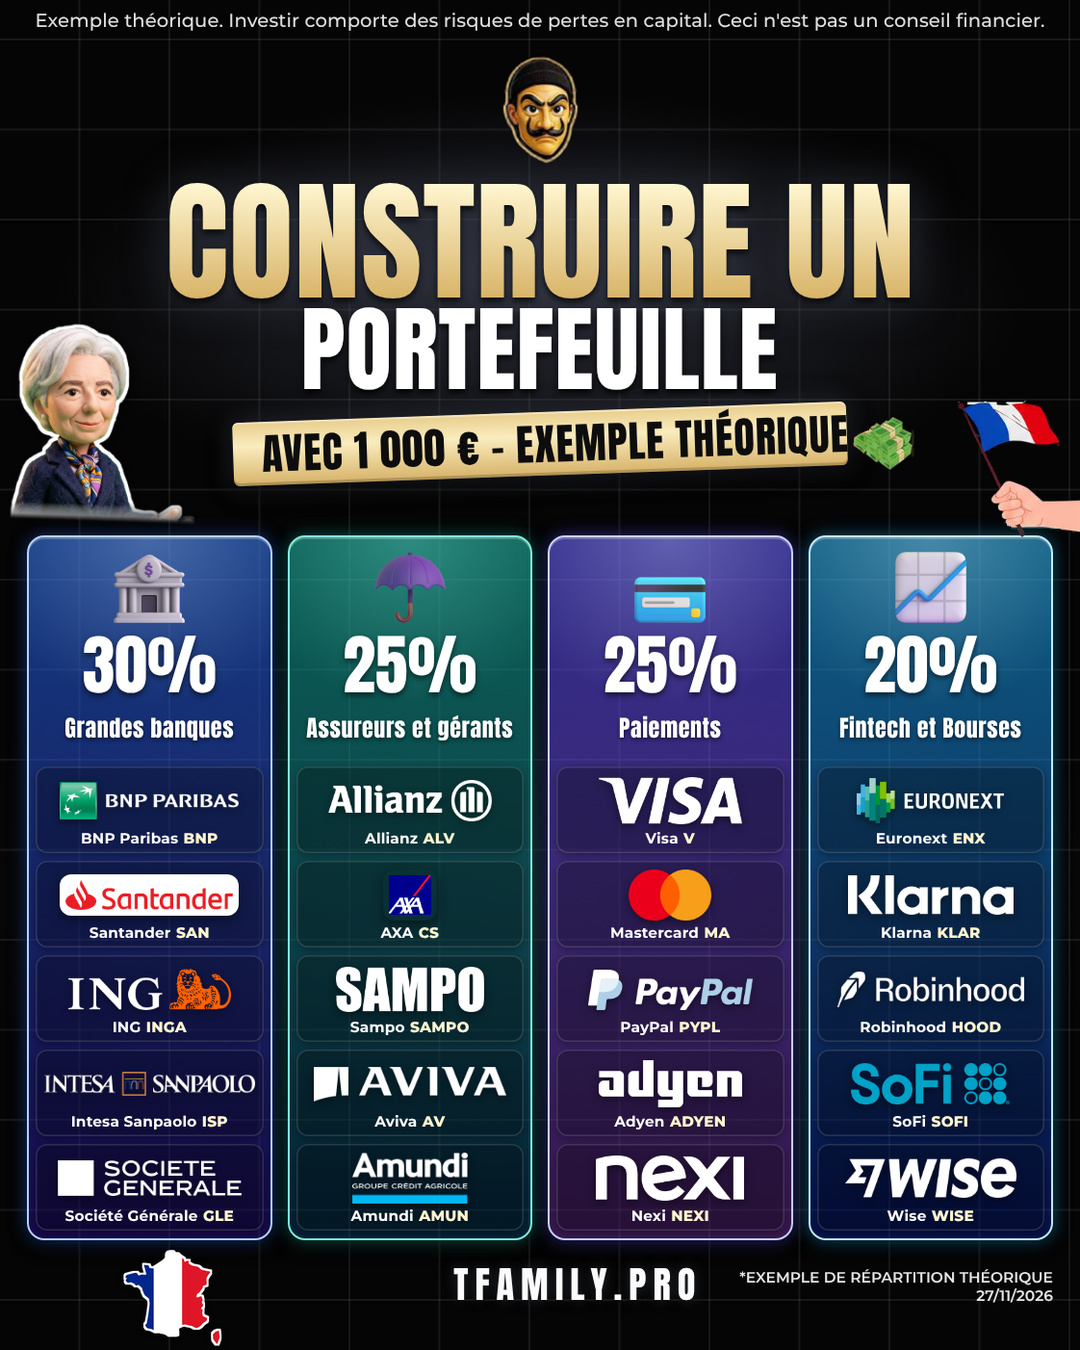 Exemple théorique. Investir comporte des risques de pertes en capital. Ceci n'est pas un conseil financier.
CONSTRUIRE UN
PORTEFEUILLE
AVEC 1 000 € - EXEMPLE THÉORIQUE
$
30%
Grandes banques
BNP PARIBAS
BNP Paribas BNP
Santander
Santander SAN
ING
ING INGA
INTESA SANPAOLO
Intesa Sanpaolo ISP
SOCIETE
GENERALE
Société Générale GLE
25%
Assureurs et gérants
Allianz
Allianz ALV
AXA
AXA CS
SAMPO
Sampo SAMPO
AVIVA
Aviva AV
Amundi
GROUPE CRÉDIT AGRICOLE
Amundi AMUN
25%
Paiements
VISA
Visa V
Mastercard MA
PayPal
PayPal PYPL
adyen
Adyen ADYEN
nexi
Nexi NEXI
20%
Fintech et Bourses
EURONEXT
Euronext ENX
Klarna
Klarna KLAR
Robinhood
Robinhood HOOD
SoFi
SoFi SOFI
WISE
Wise WISE
TFAMILY.PRO
*EXEMPLE DE RÉPARTITION THÉORIQUE
27/11/2026